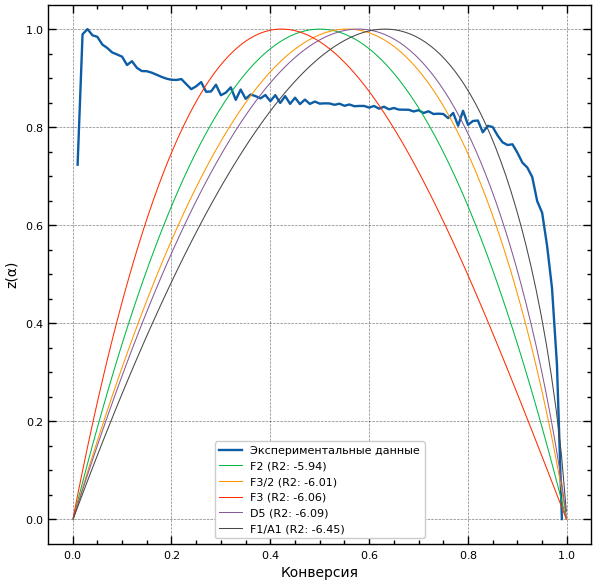 1.0
0.8
0.6
0.4
0.2
0.0
z(α)
Экспериментальные данные
F2 (R2: -5.94)
F3/2 (R2: -6.01)
F3 (R2: -6.06)
D5 (R2: -6.09)
F1/A1 (R2: -6.45)
0.0 0.2 0.4 0.6 0.8 1.0
Конверсия